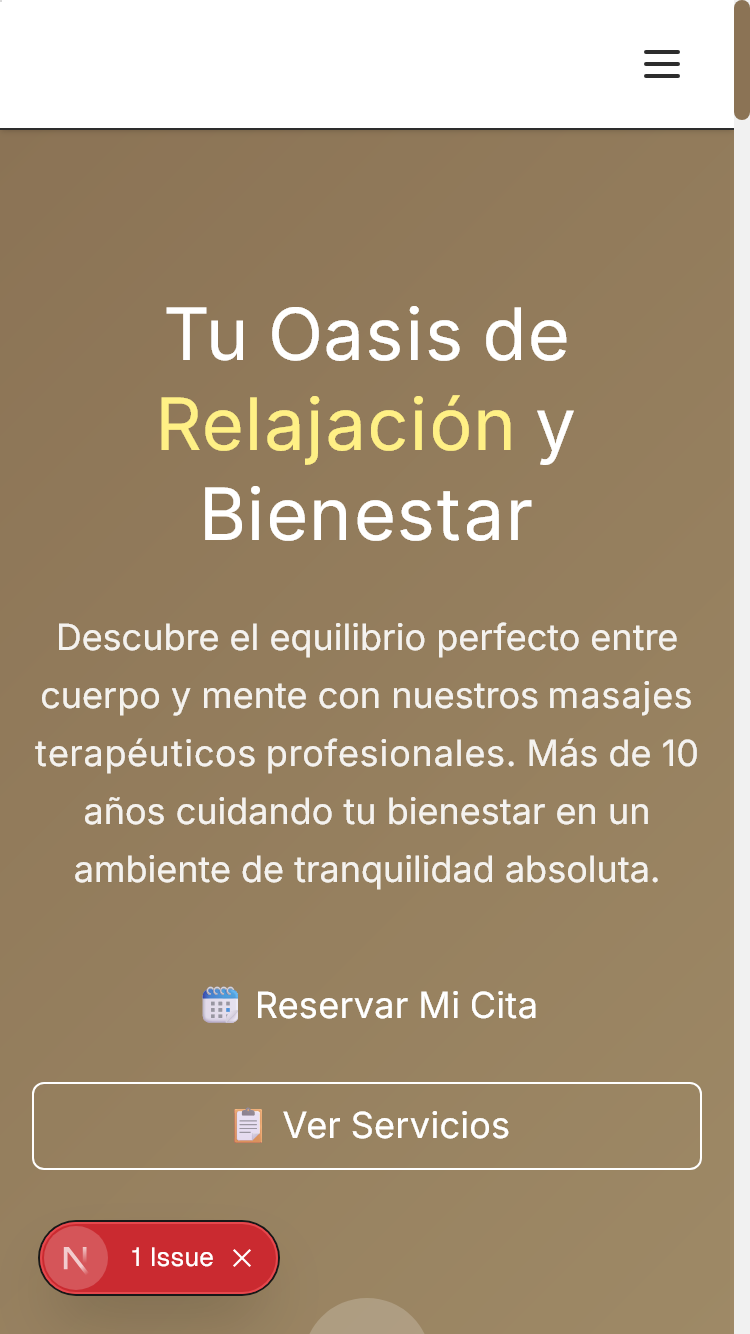 Tu Oasis de
Relajación y
Bienestar
Descubre el equilibrio perfecto entre
cuerpo y mente con nuestros masajes
terapéuticos profesionales. Más de 10
años cuidando tu bienestar en un
ambiente de tranquilidad absoluta.
Reservar Mi Cita
Ver Servicios
N 1 Issue